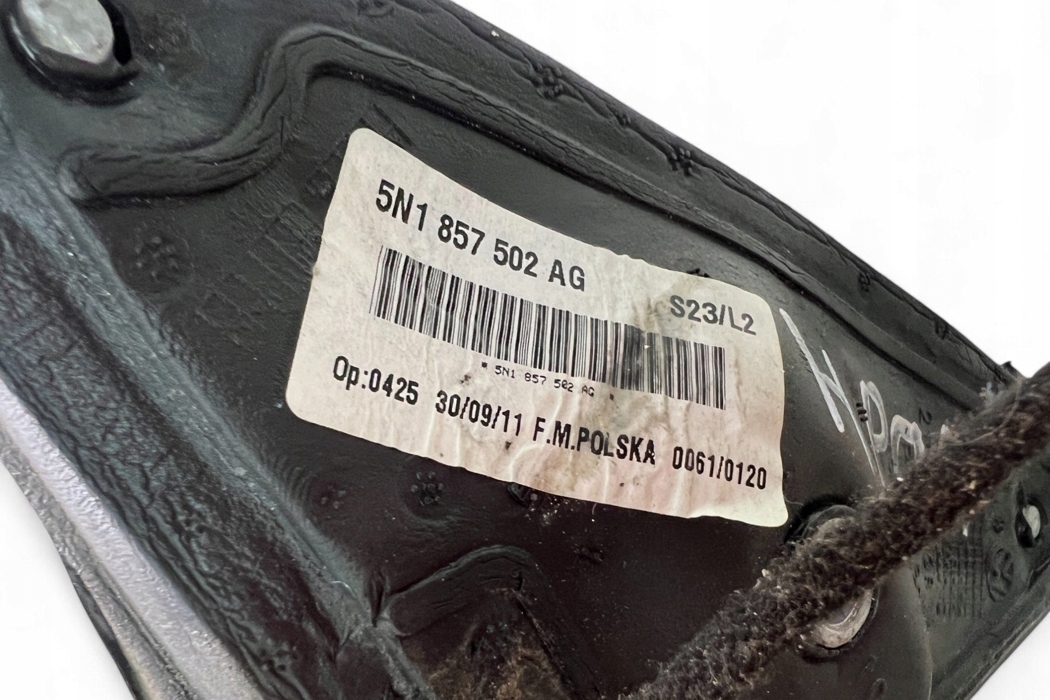 5N1 857 502 AG
S23/L2
* 5N1 857 502 AG *
Op:0425 30/09/11 F.M.POLSKA 0061/0120